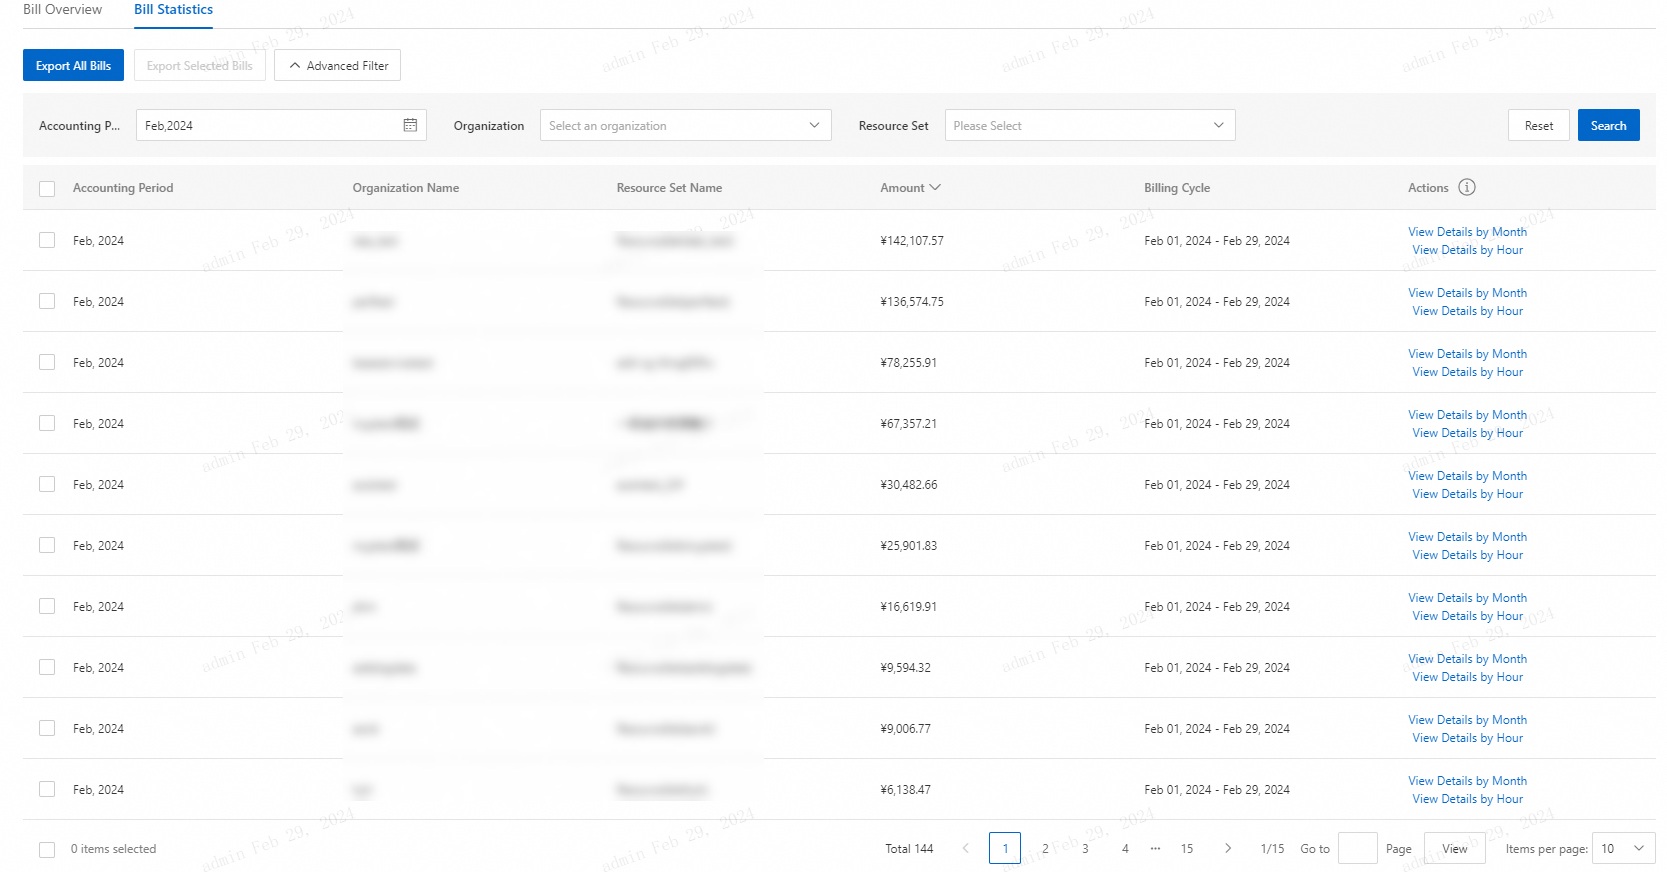 Bill Overview Bill Statistics
Export All Bills Export Selected Bills Advanced Filter
Accounting P... Feb,2024 Organization Select an organization Resource Set Please Select Reset Search
Accounting Period Organization Name Resource Set Name Amount Billing Cycle Actions
Feb, 2024 ¥142,107.57 Feb 01, 2024 - Feb 29, 2024 View Details by Month
View Details by Hour
Feb, 2024 ¥136,574.75 Feb 01, 2024 - Feb 29, 2024 View Details by Month
View Details by Hour
Feb, 2024 ¥78,255.91 Feb 01, 2024 - Feb 29, 2024 View Details by Month
View Details by Hour
Feb, 2024 ¥67,357.21 Feb 01, 2024 - Feb 29, 2024 View Details by Month
View Details by Hour
Feb, 2024 ¥30,482.66 Feb 01, 2024 - Feb 29, 2024 View Details by Month
View Details by Hour
Feb, 2024 ¥25,901.83 Feb 01, 2024 - Feb 29, 2024 View Details by Month
View Details by Hour
Feb, 2024 ¥16,619.91 Feb 01, 2024 - Feb 29, 2024 View Details by Month
View Details by Hour
Feb, 2024 ¥9,594.32 Feb 01, 2024 - Feb 29, 2024 View Details by Month
View Details by Hour
Feb, 2024 ¥9,006.77 Feb 01, 2024 - Feb 29, 2024 View Details by Month
View Details by Hour
Feb, 2024 ¥6,138.47 Feb 01, 2024 - Feb 29, 2024 View Details by Month
View Details by Hour
0 items selected Total 144 1 2 3 4 ... 15 1/15 Go to Page View Items per page: 10
admin Feb 29, 2024